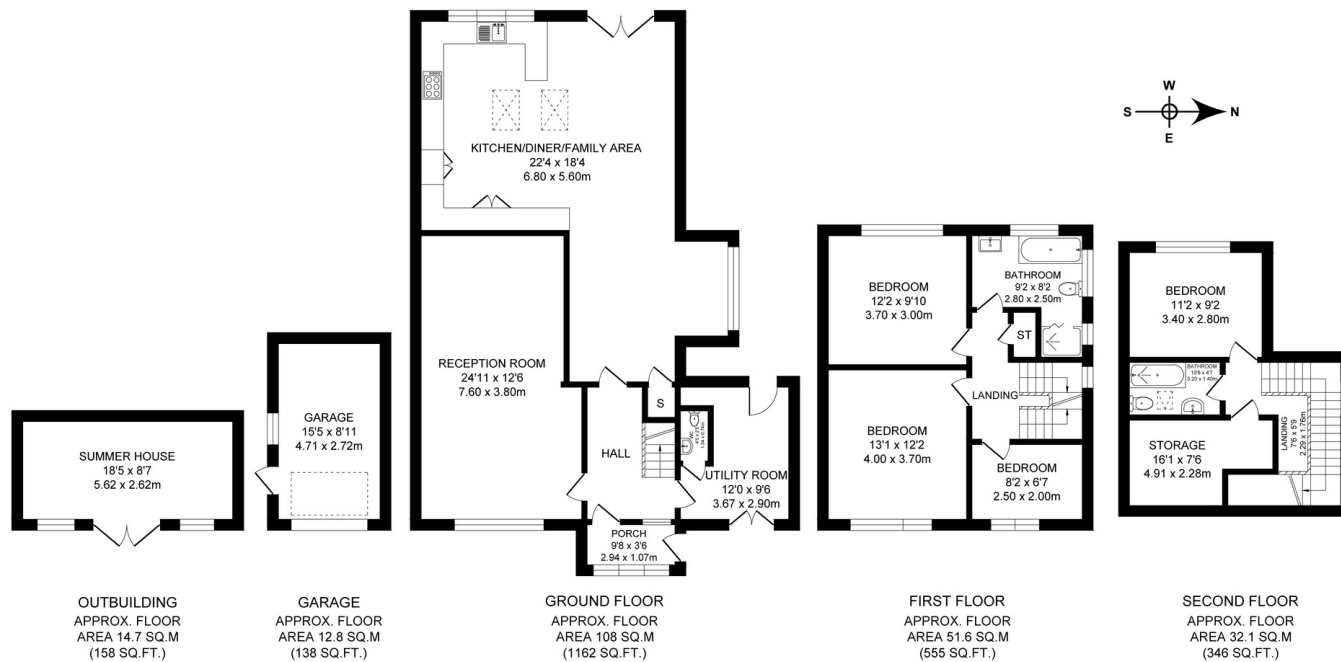 W
S
N
E
KITCHEN/DINER/FAMILY AREA
22'4 x 18'4
6.80 x 5.60m
RECEPTION ROOM
24'11 x 12'6
7.60 x 3.80m
S
HALL
WC
UTILITY ROOM
12'0 x 9'6
3.67 x 2.90m
PORCH
9'8 x 3'6
2.94 x 1.07m
GARAGE
15'5 x 8'11
4.71 x 2.72m
SUMMER HOUSE
18'5 x 8'7
5.62 x 2.62m
BEDROOM
12'2 x 9'10
3.70 x 3.00m
BATHROOM
9'2 x 8'2
2.80 x 2.50m
ST
LANDING
BEDROOM
13'1 x 12'2
4.00 x 3.70m
BEDROOM
8'2 x 6'7
2.50 x 2.00m
BEDROOM
11'2 x 9'2
3.40 x 2.80m
BATHROOM
10'6 x 4'7
3.20 x 1.40m
LANDING
7'6 x 5'9
2.29 x 1.76m
STORAGE
16'1 x 7'6
4.91 x 2.28m
OUTBUILDING
APPROX. FLOOR
AREA 14.7 SQ.M
(158 SQ.FT.)
GARAGE
APPROX. FLOOR
AREA 12.8 SQ.M
(138 SQ.FT.)
GROUND FLOOR
APPROX. FLOOR
AREA 108 SQ.M
(1162 SQ.FT.)
FIRST FLOOR
APPROX. FLOOR
AREA 51.6 SQ.M
(555 SQ.FT.)
SECOND FLOOR
APPROX. FLOOR
AREA 32.1 SQ.M
(346 SQ.FT.)